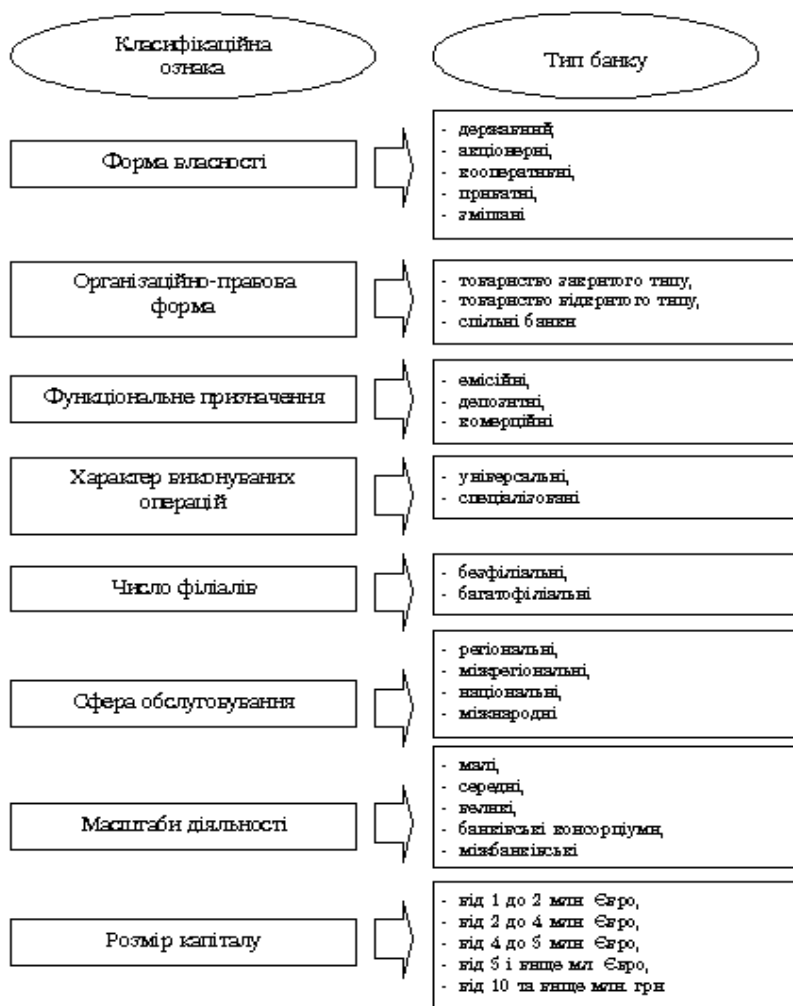 Класифікаційна
ознака
Тип банку
Форма власності
- державний,
- акціонерні,
- кооперативні,
- приватні,
- змішані
Організаційно-правова
форма
- товариство закритого типу,
- товариство відкритого типу,
- спільні банки
Функціональне призначення
- емісійні,
- депозитні,
- комерційні
Характер виконуваних
операцій
- універсальні,
- спеціалізовані
Число філіалів
- безфіліальні,
- багатофіліальні
Сфера обслуговування
- регіональні,
- міжрегіональні,
- національні,
- міжнародні
Масштаби діяльності
- малі,
- середні,
- великі,
- банківські консорціуми,
- міжбанківські
Розмір капіталу
- від 1 до 2 млн Євро,
- від 2 до 4 млн Євро,
- від 4 до 5 млн Євро,
- від 5 і вище мл Євро,
- від 10 та вище млн. грн